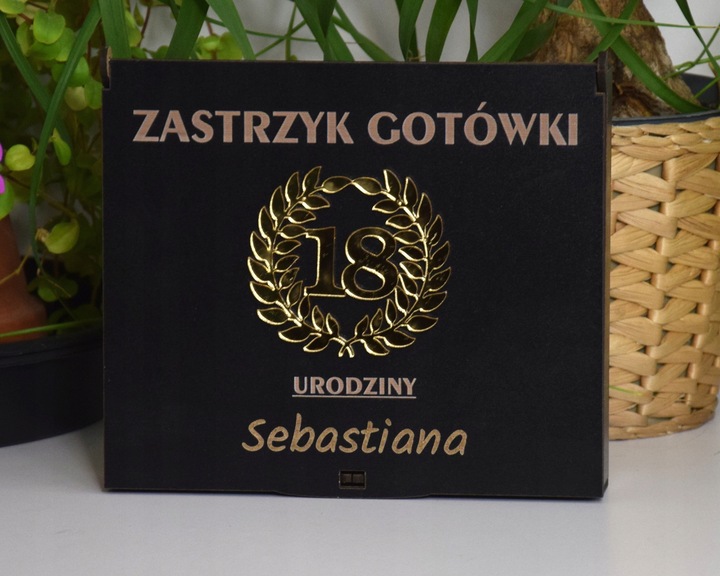 ZASTRZYK GOTÓWKI
18
URODZINY
Sebastiana